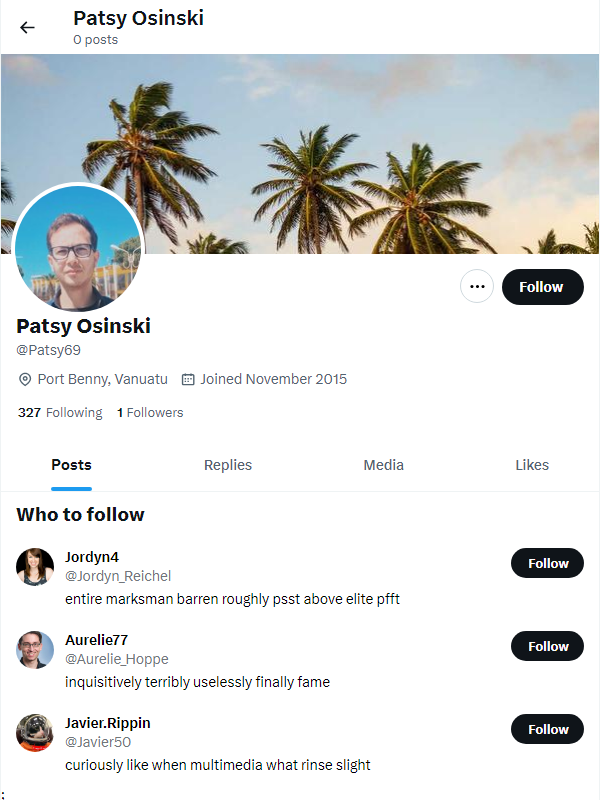 Patsy Osinski
0 posts
Follow
Patsy Osinski
@Patsy69
Port Benny, Vanuatu Joined November 2015
327 Following 1 Followers
Posts Replies Media Likes
Who to follow
Jordyn4
@Jordyn_Reichel
Follow
entire marksman barren roughly psst above elite pfft
Aurelie77
@Aurelie_Hoppe
Follow
inquisitively terribly uselessly finally fame
Javier.Rippin
@Javier50
Follow
curiously like when multimedia what rinse slight
;